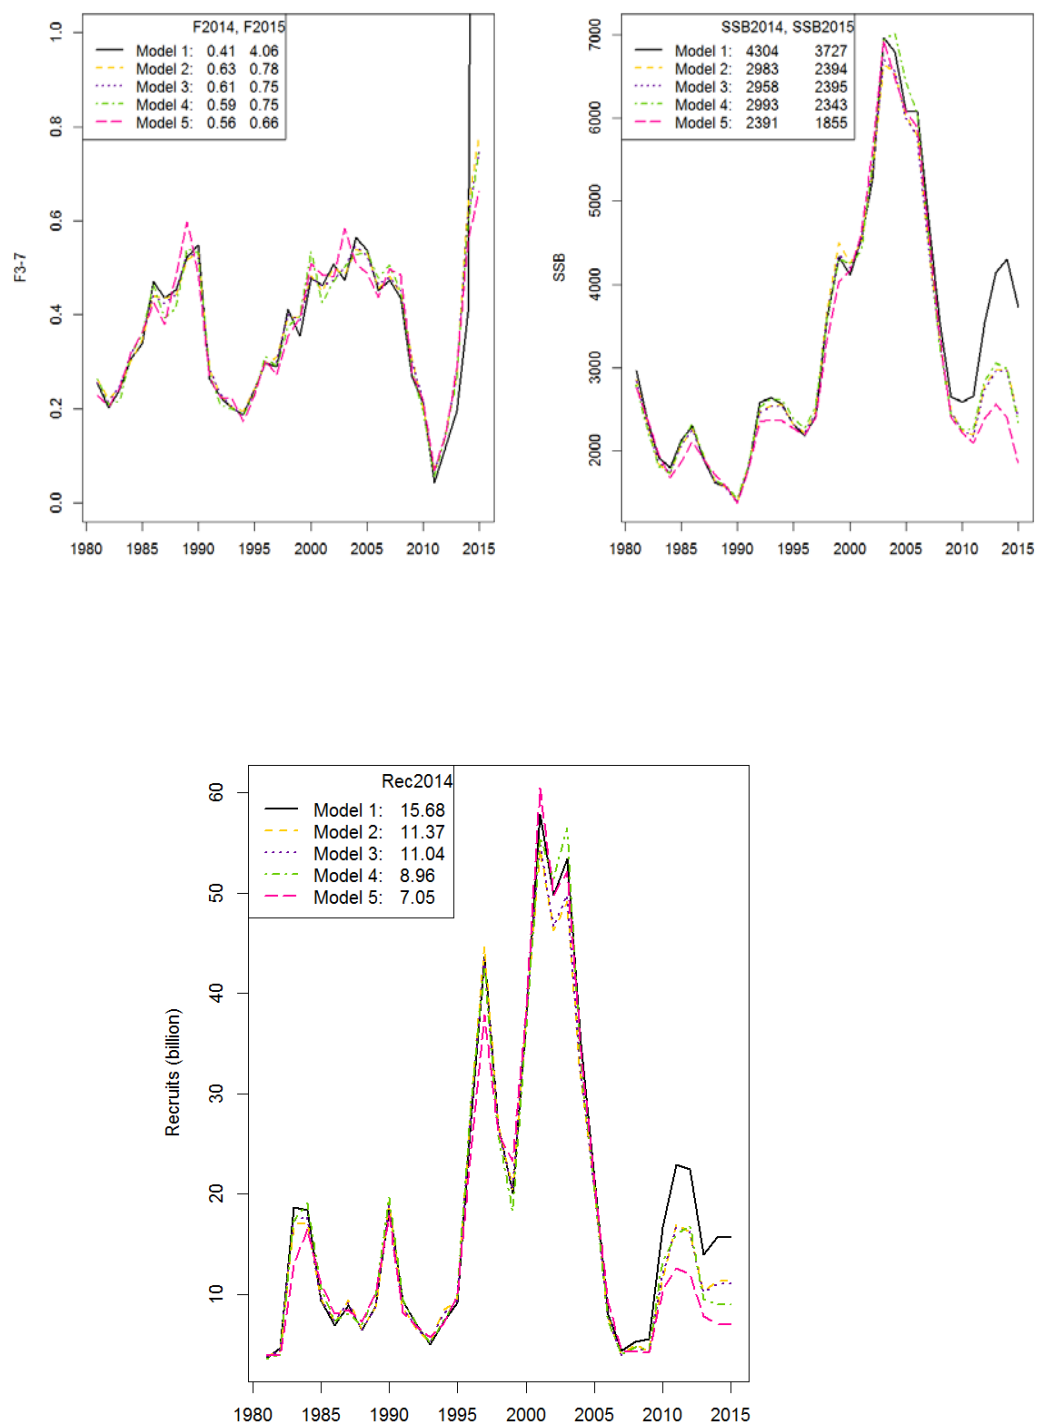 F2014, F2015
Model 1: 0.41 4.06
Model 2: 0.63 0.78
Model 3: 0.61 0.75
Model 4: 0.59 0.75
Model 5: 0.56 0.66
F3-7
1.0
0.8
0.6
0.4
0.2
0.0
1980 1985 1990 1995 2000 2005 2010 2015
SSB2014, SSB2015
Model 1: 4304 3727
Model 2: 2983 2394
Model 3: 2958 2395
Model 4: 2993 2343
Model 5: 2391 1855
SSB
7000
6000
5000
4000
3000
2000
1980 1985 1990 1995 2000 2005 2010 2015
Rec2014
Model 1: 15.68
Model 2: 11.37
Model 3: 11.04
Model 4: 8.96
Model 5: 7.05
Recruits (billion)
60
50
40
30
20
10
1980 1985 1990 1995 2000 2005 2010 2015